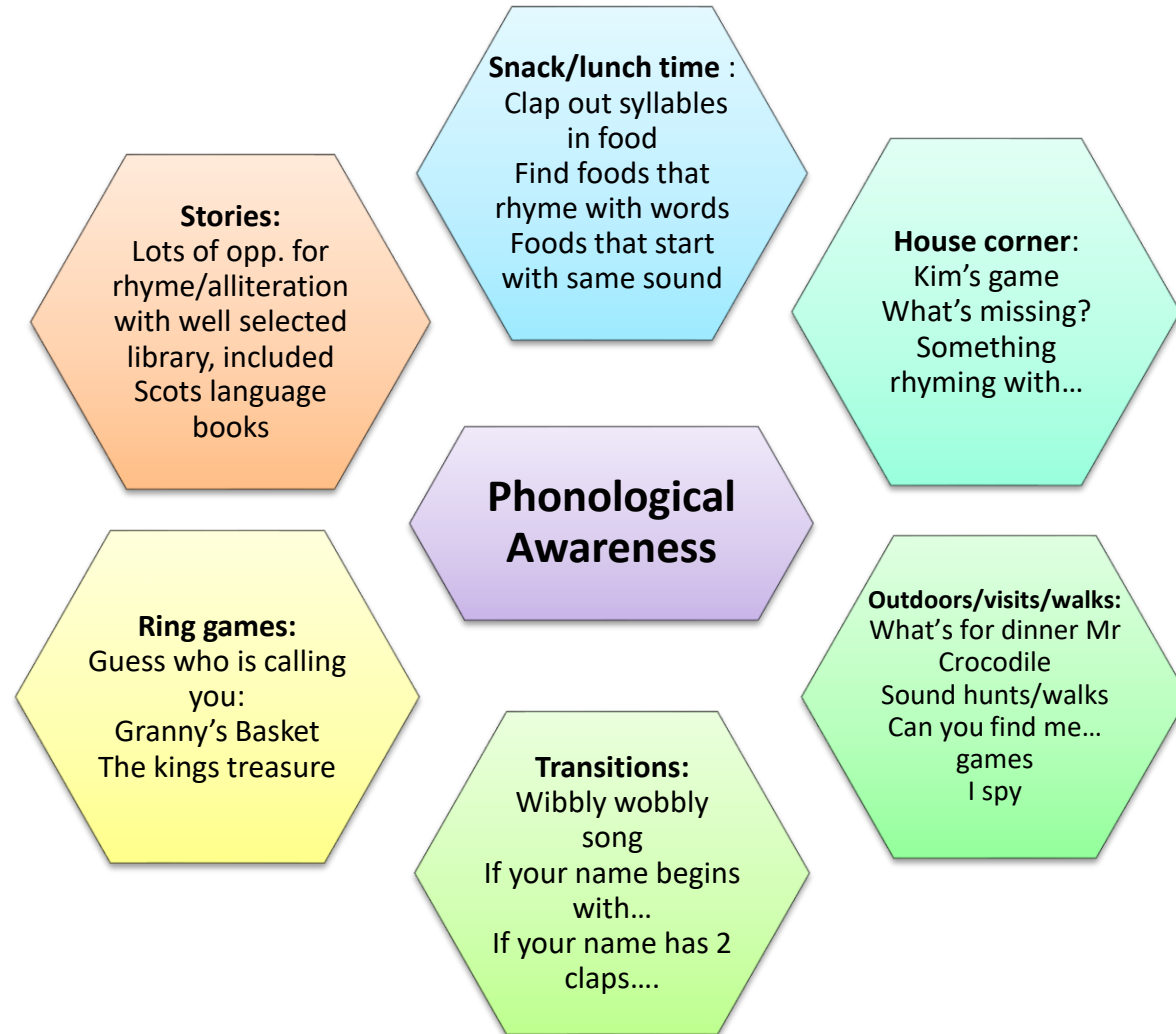 Snack/lunch time :
Clap out syllables
in food
Find foods that
rhyme with words
Foods that start
with same sound
House corner:
Kim’s game
What’s missing?
Something
rhyming with…
Outdoors/visits/walks:
What’s for dinner Mr
Crocodile
Sound hunts/walks
Can you find me…
games
I spy
Transitions:
Wibbly wobbly
song
If your name begins
with…
If your name has 2
claps….
Ring games:
Guess who is calling
you:
Granny’s Basket
The kings treasure
Stories:
Lots of opp. for
rhyme/alliteration
with well selected
library, included
Scots language
books
Phonological
Awareness